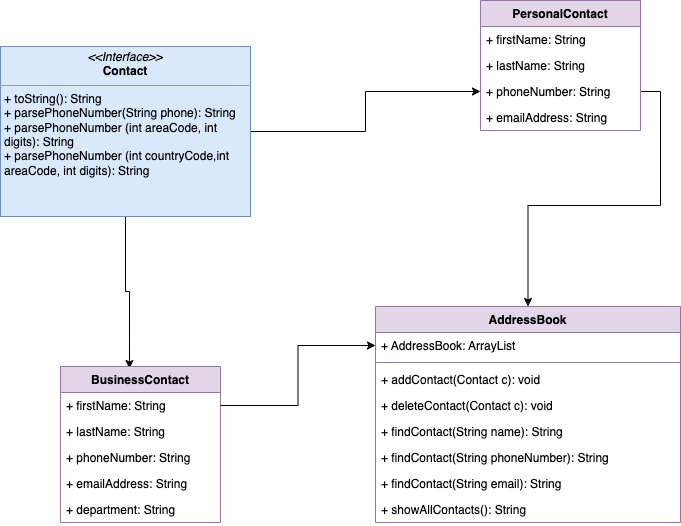 <<Interface>>
Contact
+ toString(): String
+ parsePhoneNumber(String phone): String
+ parsePhoneNumber (int areaCode, int
digits): String
+ parsePhoneNumber (int countryCode,int
areaCode, int digits): String
PersonalContact
+ firstName: String
+ lastName: String
+ phoneNumber: String
+ emailAddress: String
BusinessContact
+ firstName: String
+ lastName: String
+ phoneNumber: String
+ emailAddress: String
+ department: String
AddressBook
+ AddressBook: ArrayList
+ addContact(Contact c): void
+ deleteContact(Contact c): void
+ findContact(String name): String
+ findContact(String phoneNumber): String
+ findContact(String email): String
+ showAllContacts(): String